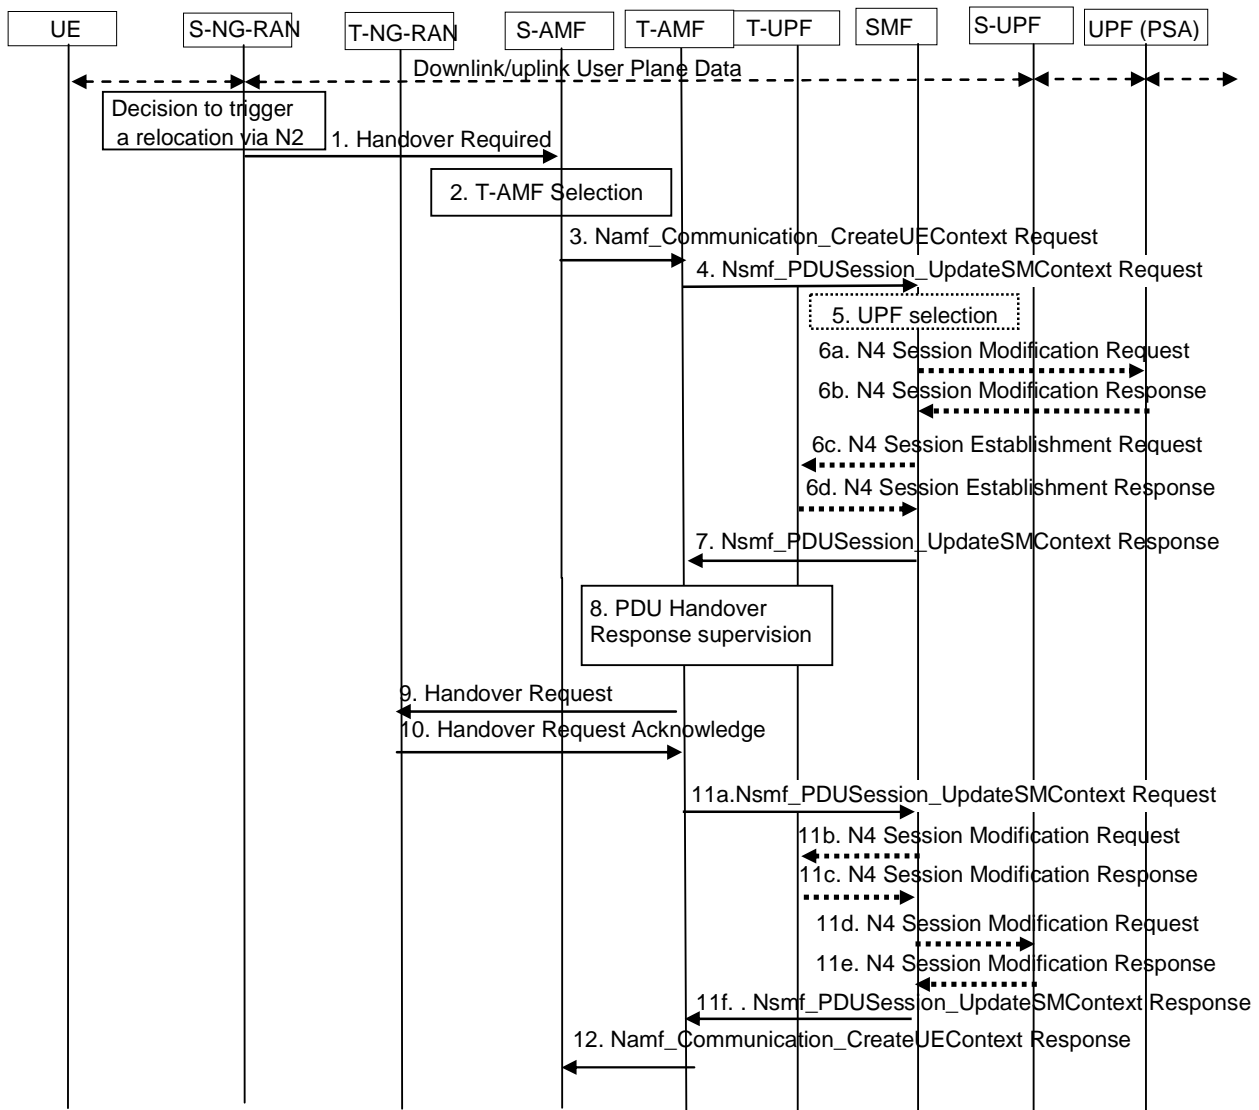 UE
S-NG-RAN
T-NG-RAN
S-AMF
T-AMF
T-UPF
SMF
S-UPF
UPF (PSA)
Downlink/uplink User Plane Data
Decision to trigger
a relocation via N2
1. Handover Required
2. T-AMF Selection
3. Namf_Communication_CreateUEContext Request
4. Nsmf_PDUSession_UpdateSMContext Request
5. UPF selection
6a. N4 Session Modification Request
6b. N4 Session Modification Response
6c. N4 Session Establishment Request
6d. N4 Session Establishment Response
7. Nsmf_PDUSession_UpdateSMContext Response
8. PDU Handover
Response supervision
9. Handover Request
10. Handover Request Acknowledge
11a.Nsmf_PDUSession_UpdateSMContext Request
11b. N4 Session Modification Request
11c. N4 Session Modification Response
11d. N4 Session Modification Request
11e. N4 Session Modification Response
11f. . Nsmf_PDUSession_UpdateSMContext Response
12. Namf_Communication_CreateUEContext Response